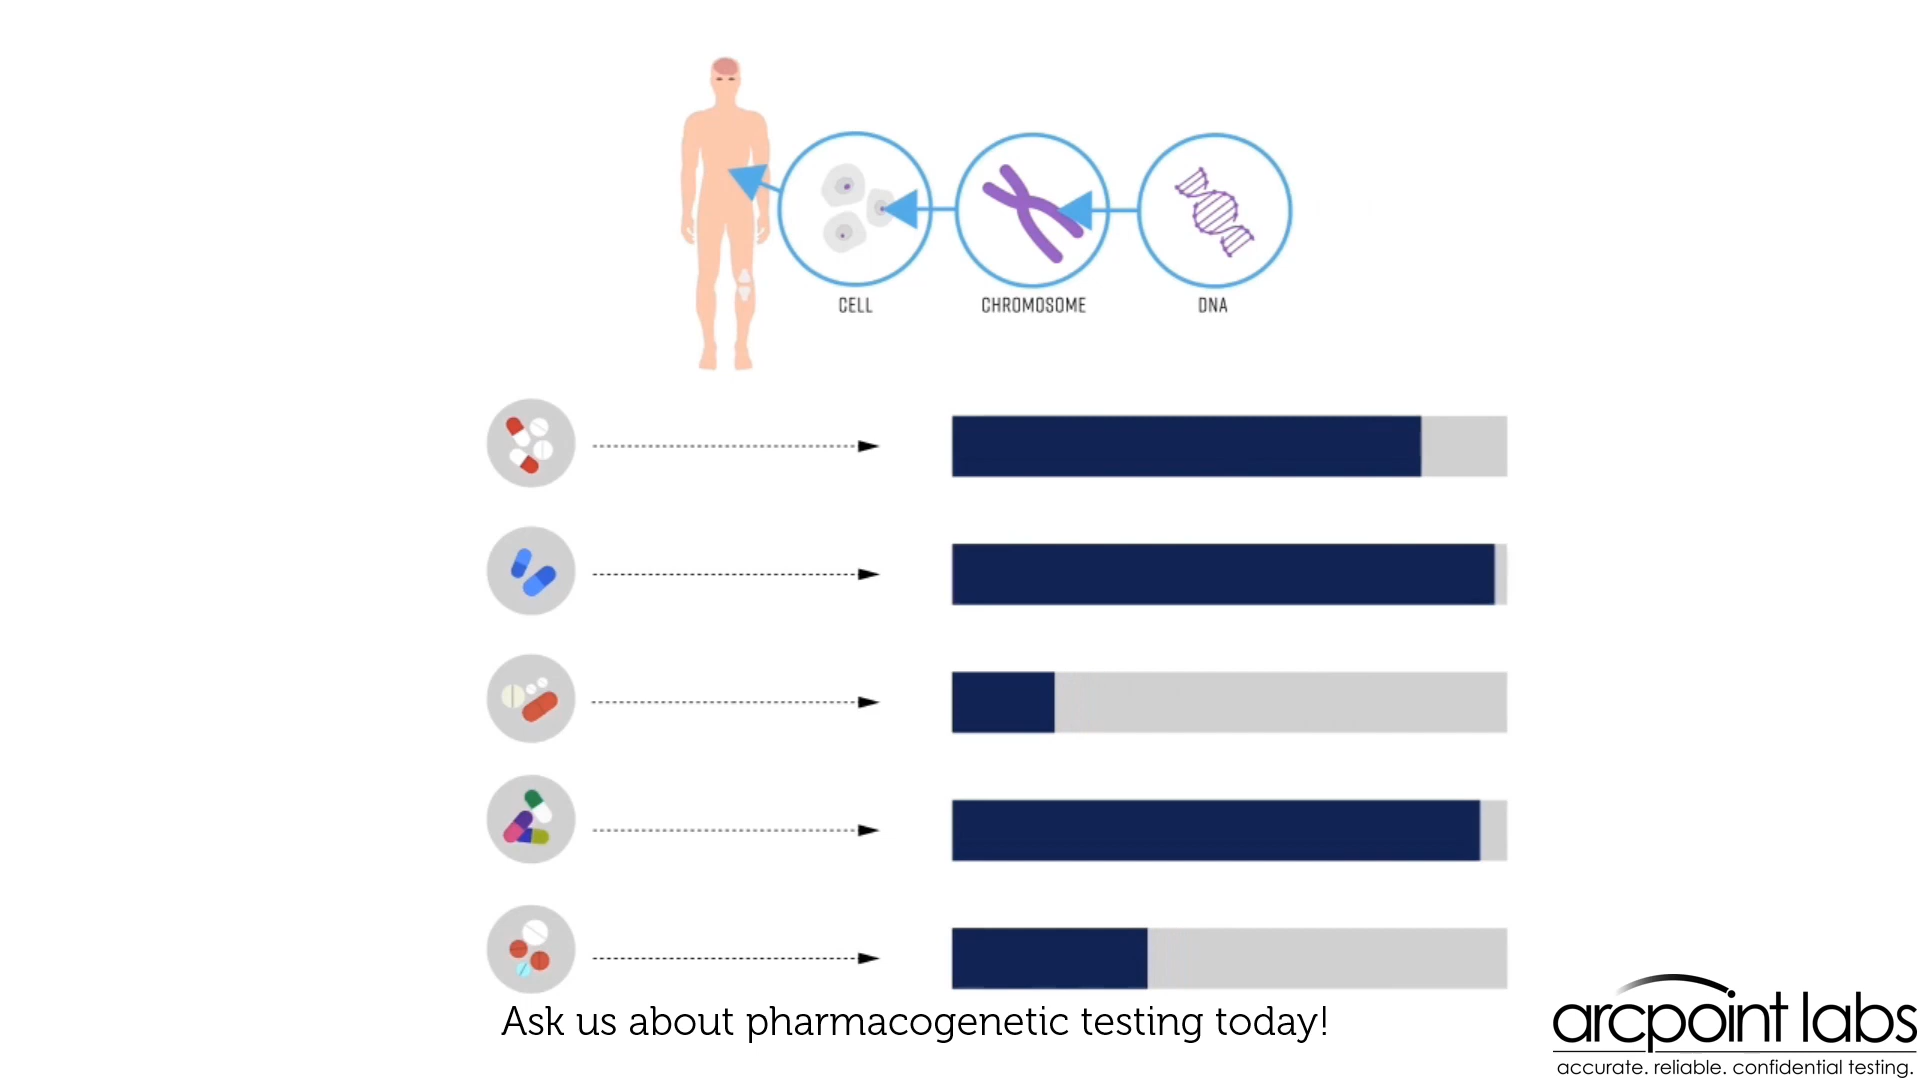 CELL
CHROMOSOME
DNA
Ask us about pharmacogenetic testing today!
arcpoint labs
accurate. reliable. confidential testing.